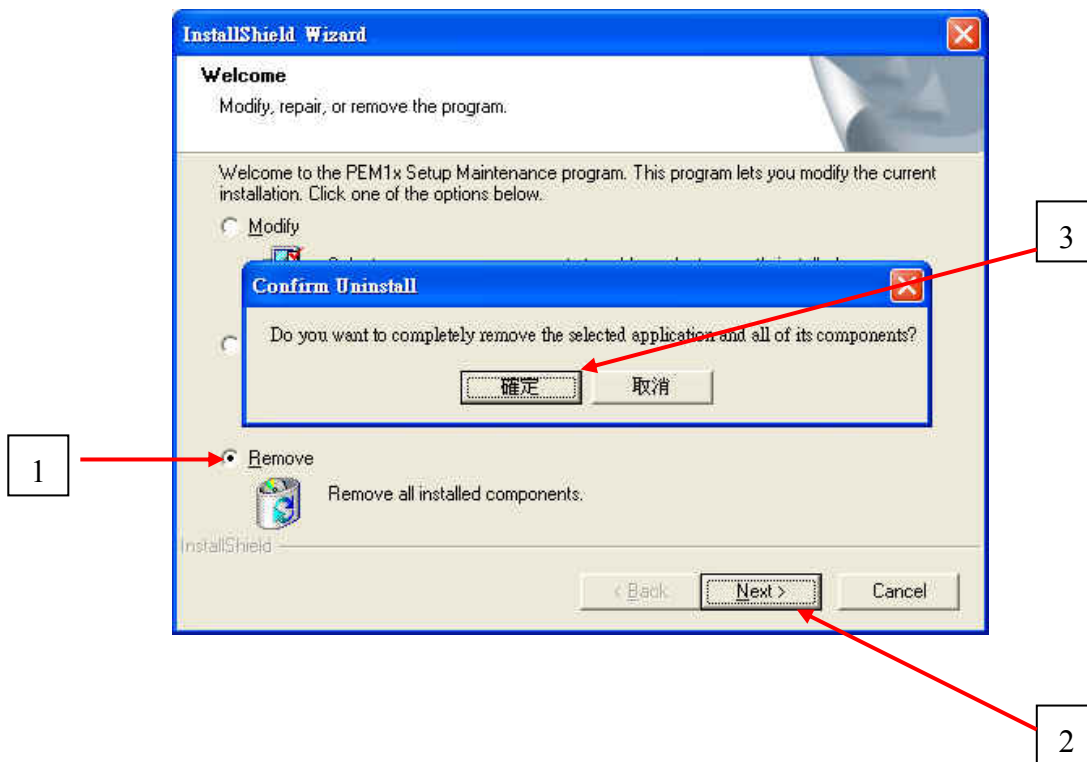 InstallShield Wizard
Welcome
Modify, repair, or remove the program.
Welcome to the PEM1x Setup Maintenance program. This program lets you modify the current
installation. Click one of the options below.
Modify
3
Confirm Uninstall
Do you want to completely remove the selected application and all of its components?
確定 取消
1
Remove
Remove all installed components.
InstallShield
< Back Next > Cancel
2